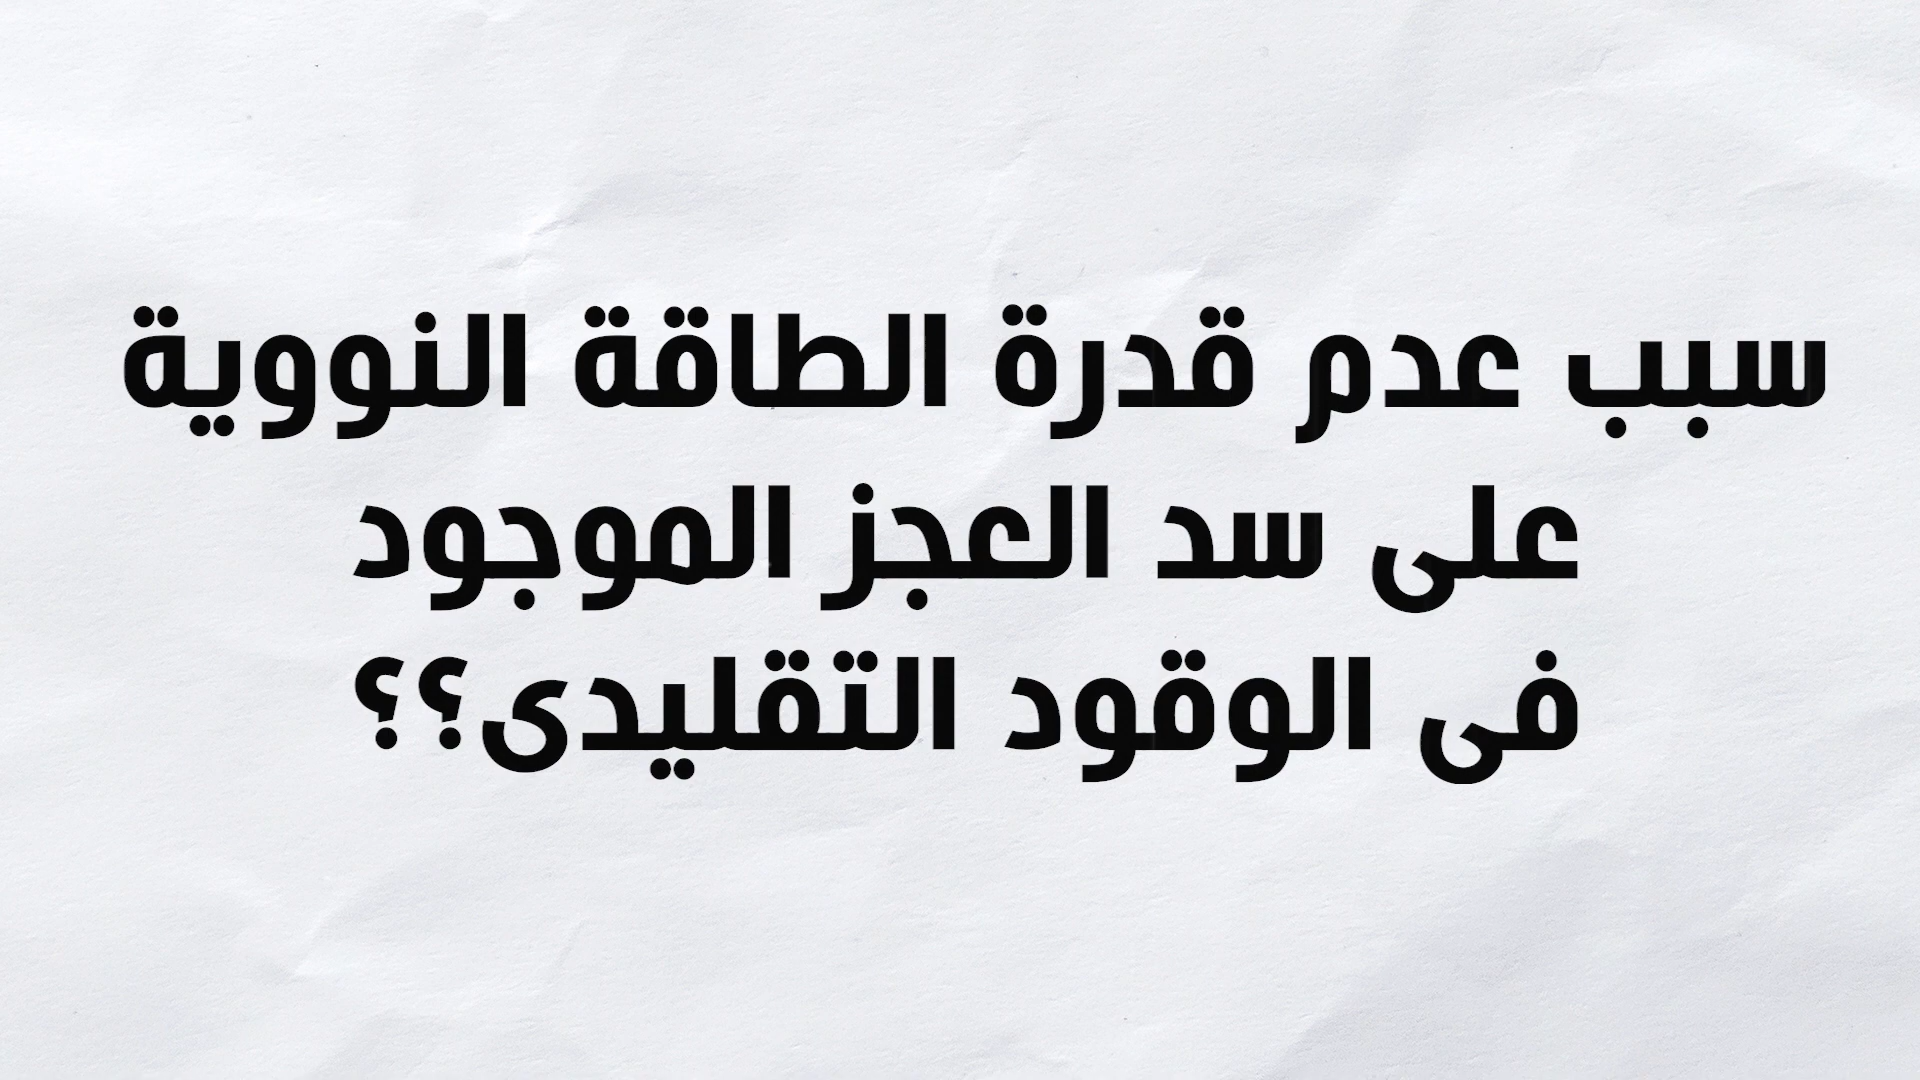 سبب عدم قدرة الطاقة النووية
على سد العجز الموجود
فى الوقود التقليدى؟؟